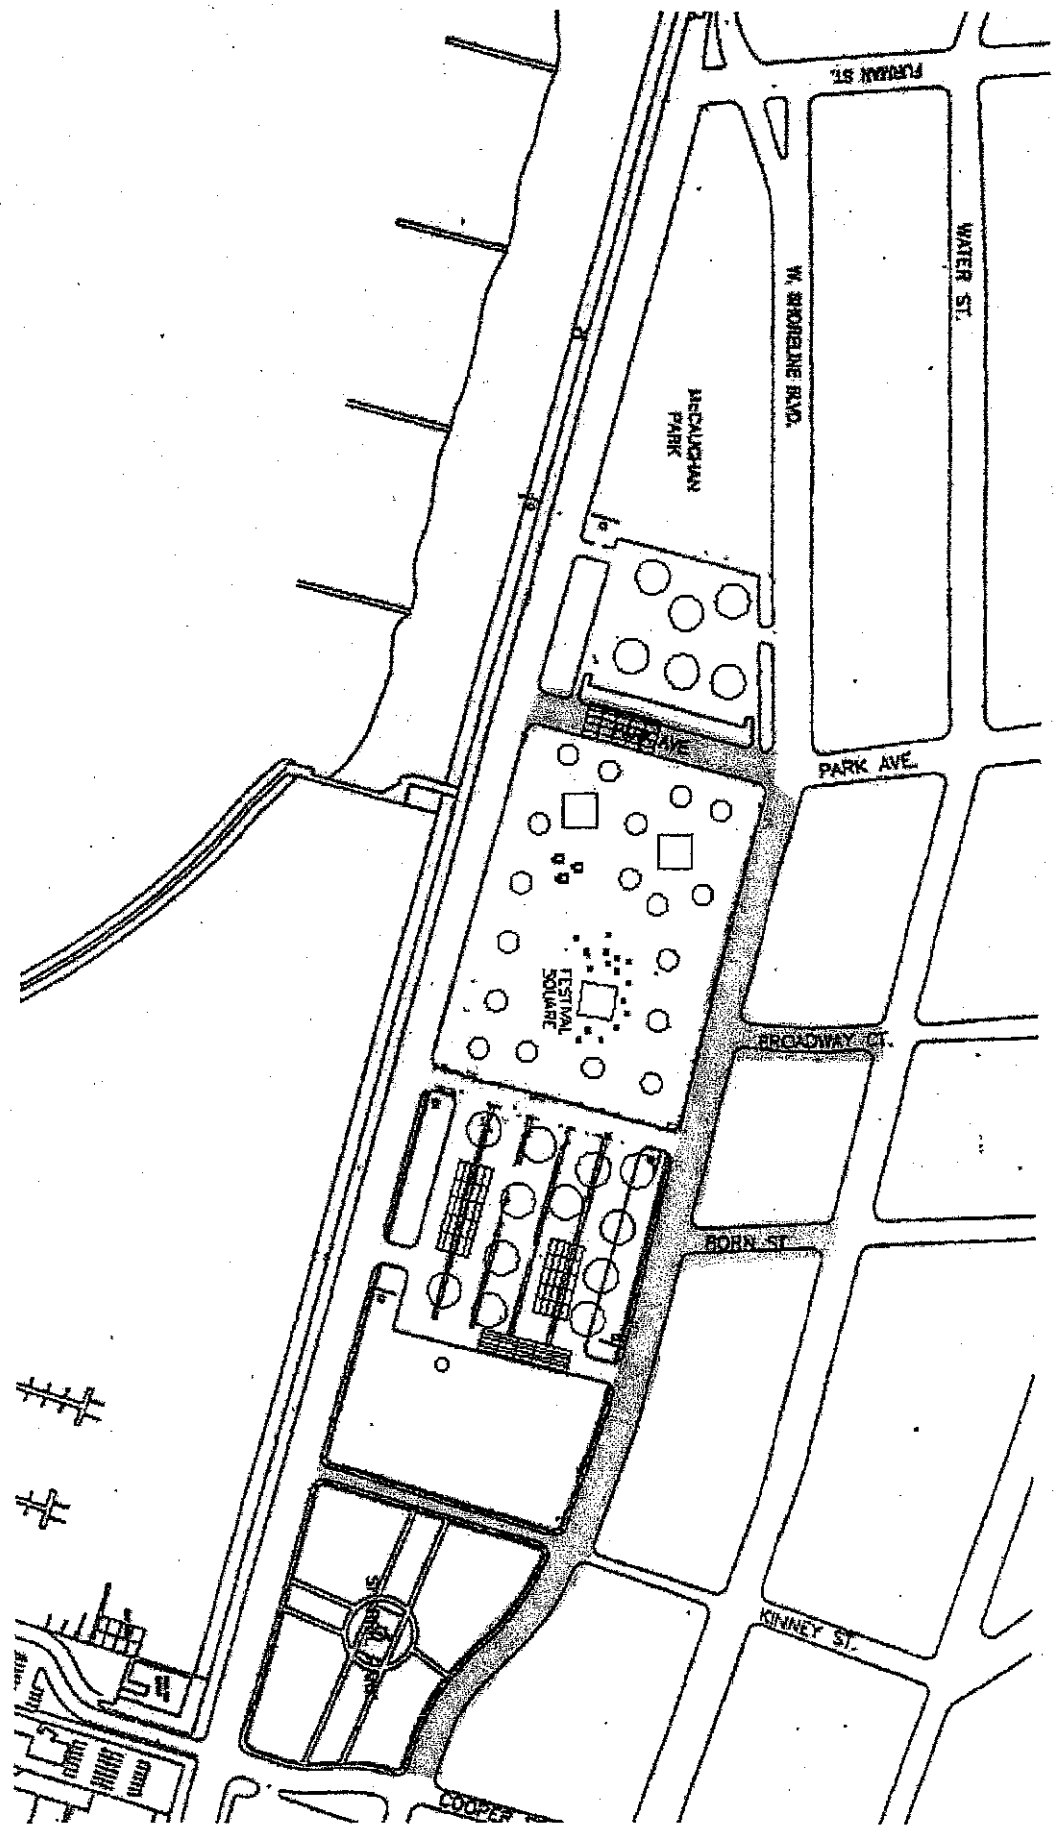 FURMAN ST.
WATER ST.
W. SHORELINE BLVD.
McCAUGHAN
PARK
AVE
PARK AVE.
FESTIVAL
SQUARE
BROADWAY CT.
BORN ST
KINNEY ST.
COOPER